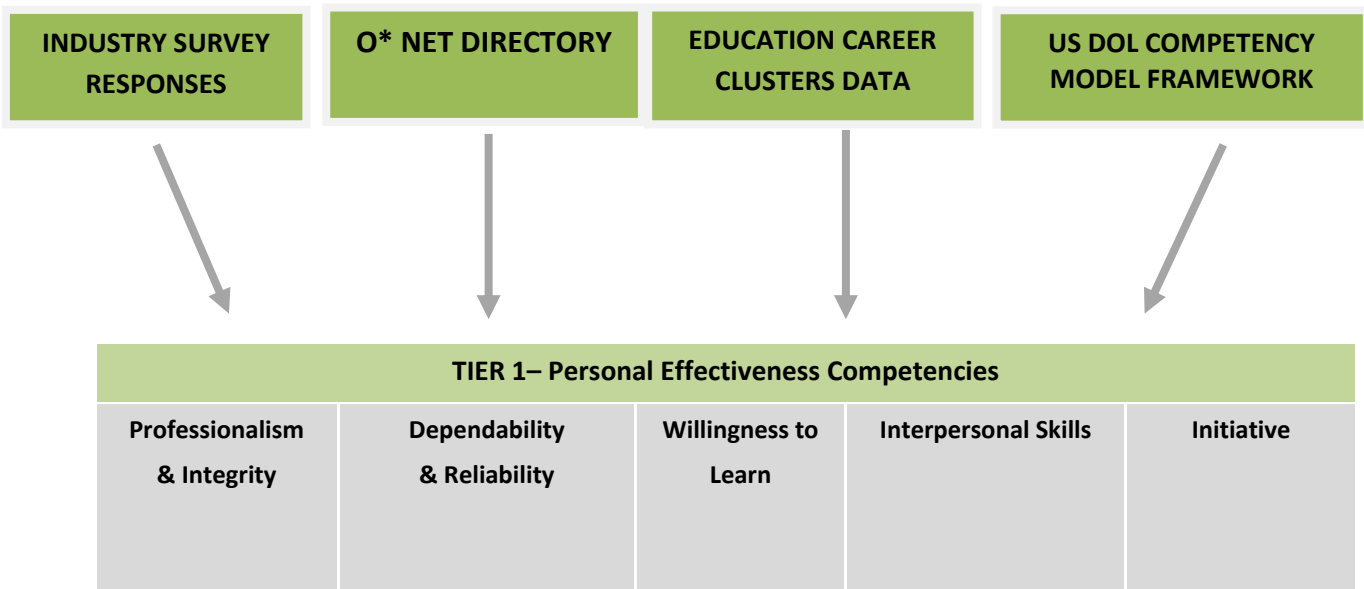 INDUSTRY SURVEY
RESPONSES
O* NET DIRECTORY
EDUCATION CAREER
CLUSTERS DATA
US DOL COMPETENCY
MODEL FRAMEWORK
TIER 1– Personal Effectiveness Competencies
Professionalism
& Integrity
Dependability
& Reliability
Willingness to
Learn
Interpersonal Skills
Initiative